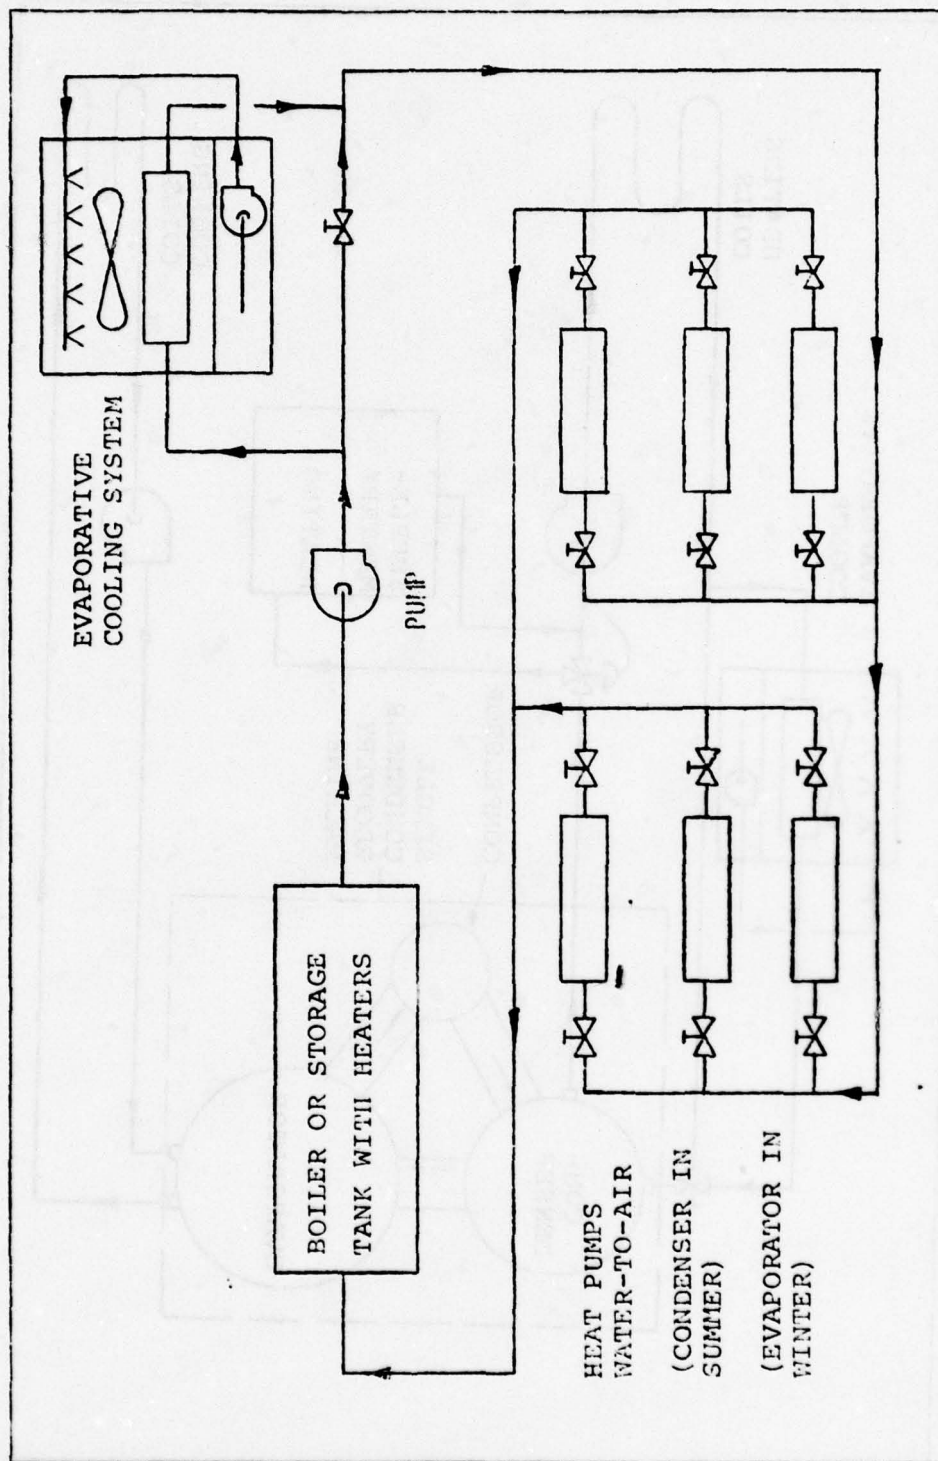 EVAPORATIVE
COOLING SYSTEM
PUMP
BOILER OR STORAGE
TANK WITH HEATERS
HEAT PUMPS
WATER-TO-AIR
(CONDENSER IN
SUMMER)
(EVAPORATOR IN
WINTER)